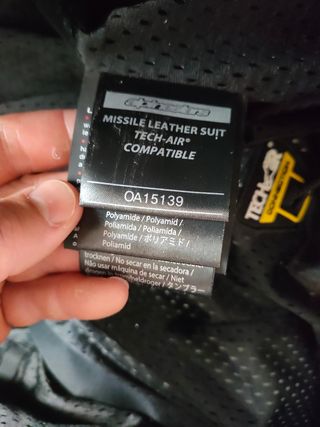 alpinestars
MISSILE LEATHER SUIT
TECH-AIR®
COMPATIBLE
OA15139
Polyamide / Polyamid /
Poliamida / Poliamida /
Polyamide / ポリアミド /
Poliamid
trocknen / No secar en la secadora /
Não usar máquina de secar / Niet
TECH-AIR
COMPATIBLE